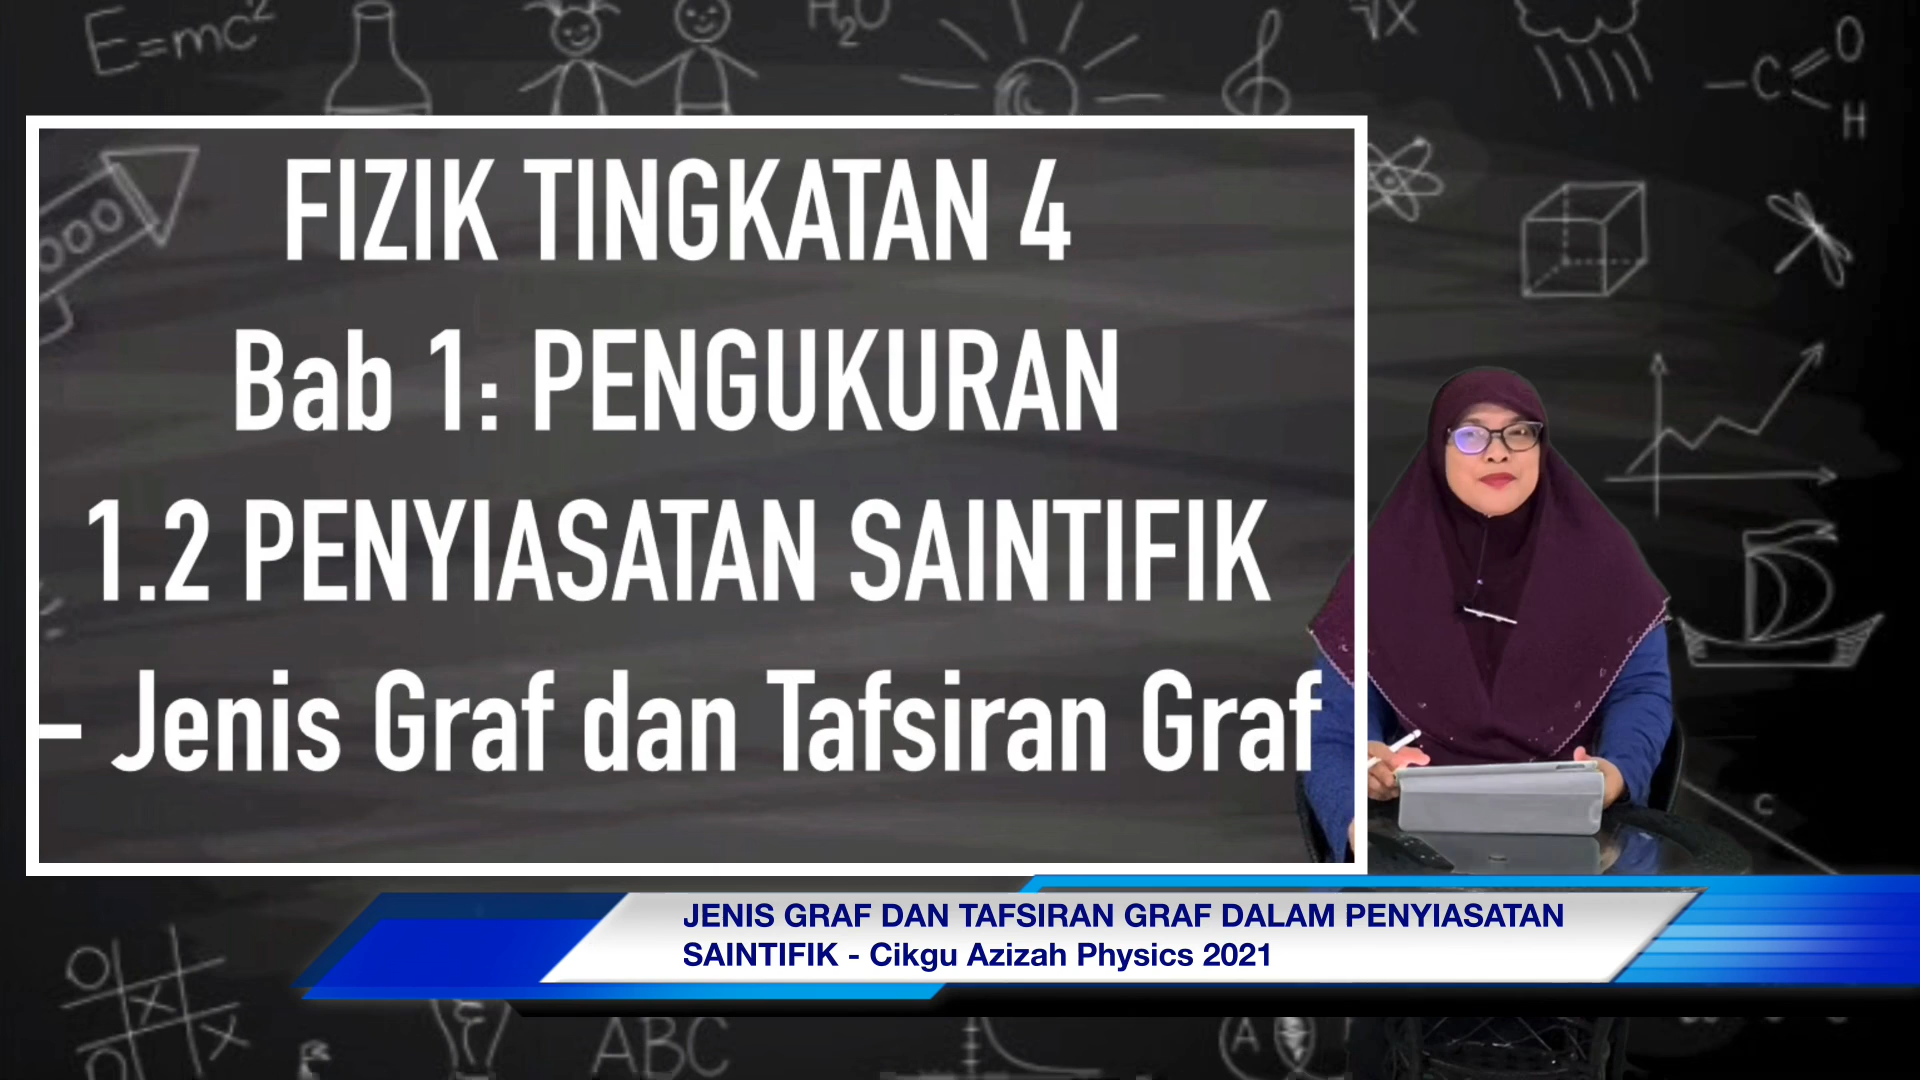 E=mc²
H₂O
√X
O
-C
H
FIZIK TINGKATAN 4
Bab 1: PENGUKURAN
1.2 PENYIASATAN SAINTIFIK
- Jenis Graf dan Tafsiran Graf
C
JENIS GRAF DAN TAFSIRAN GRAF DALAM PENYIASATAN
SAINTIFIK - Cikgu Azizah Physics 2021
O
X
X
O
ABC
A